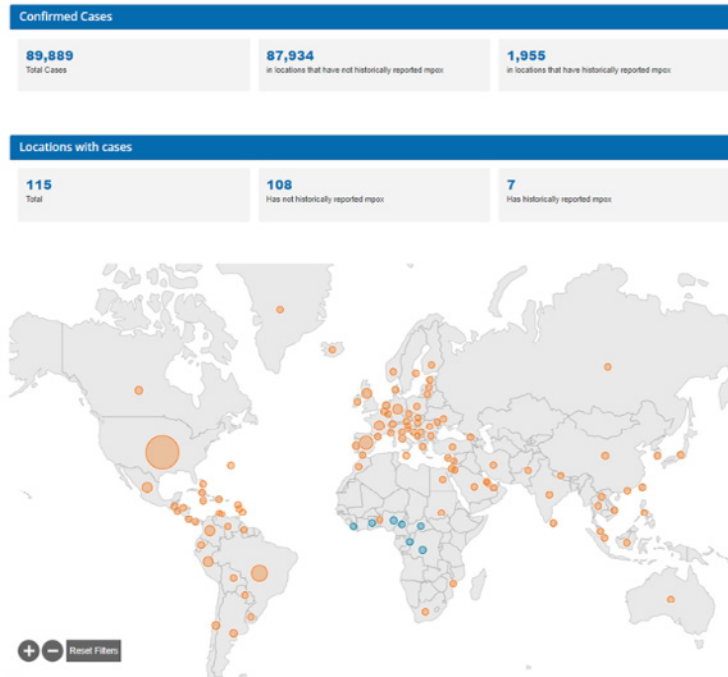 Confirmed Cases
89,889
Total Cases
87,934
in locations that have not historically reported mpox
1,955
in locations that have historically reported mpox
Locations with cases
115
Total
108
Has not historically reported mpox
7
Has historically reported mpox
Reset Filters